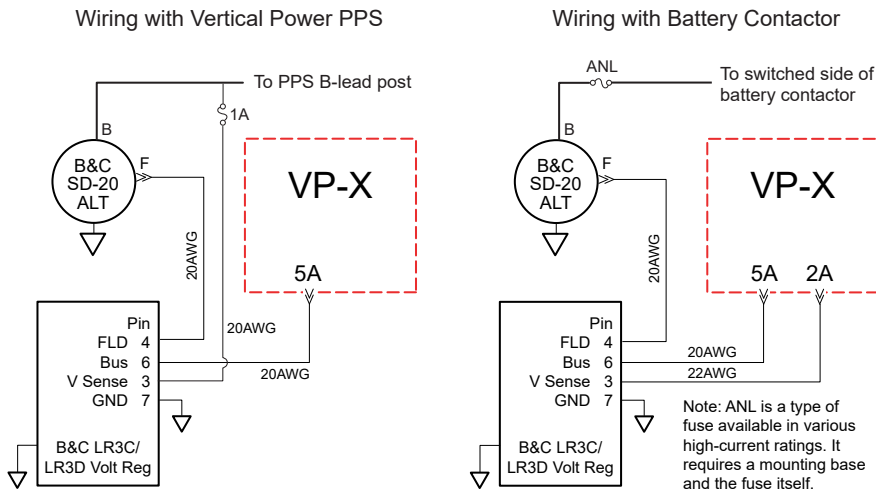 Wiring with Vertical Power PPS
To PPS B-lead post
1A
B
B&C
SD-20
ALT
F
VP-X
5A
20AWG
Pin
FLD 4
Bus 6
V Sense 3
GND 7
20AWG
20AWG
B&C LR3C/
LR3D Volt Reg
Wiring with Battery Contactor
ANL
To switched side of
battery contactor
B
B&C
SD-20
ALT
F
VP-X
5A 2A
20AWG
Pin
FLD 4
Bus 6
V Sense 3
GND 7
20AWG
22AWG
B&C LR3C/
LR3D Volt Reg
Note: ANL is a type of
fuse available in various
high-current ratings. It
requires a mounting base
and the fuse itself.